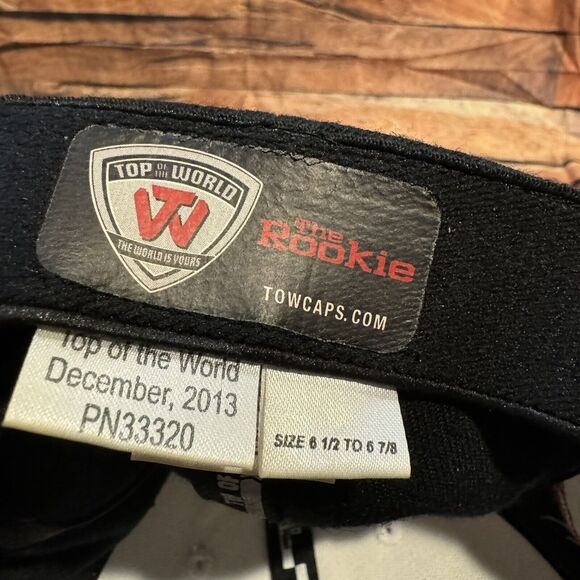 TOP OF THE WORLD
TW
THE WORLD IS YOURS
The
Rookie
TOWCAPS.COM
Top of the World
December, 2013
PN33320
SIZE 6 1/2 TO 6 7/8